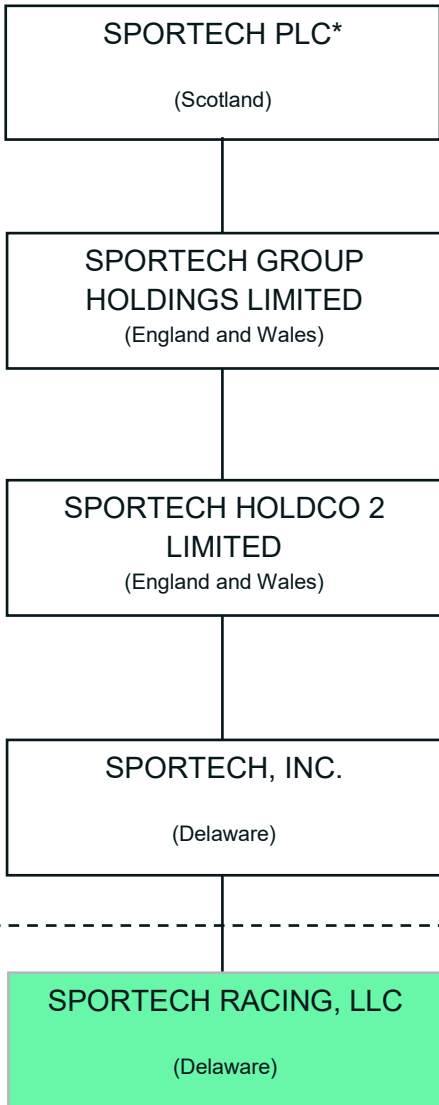 SPORTECH PLC*
(Scotland)
SPORTECH GROUP
HOLDINGS LIMITED
(England and Wales)
SPORTECH HOLDCO 2
LIMITED
(England and Wales)
SPORTECH, INC.
(Delaware)
SPORTECH RACING, LLC
(Delaware)